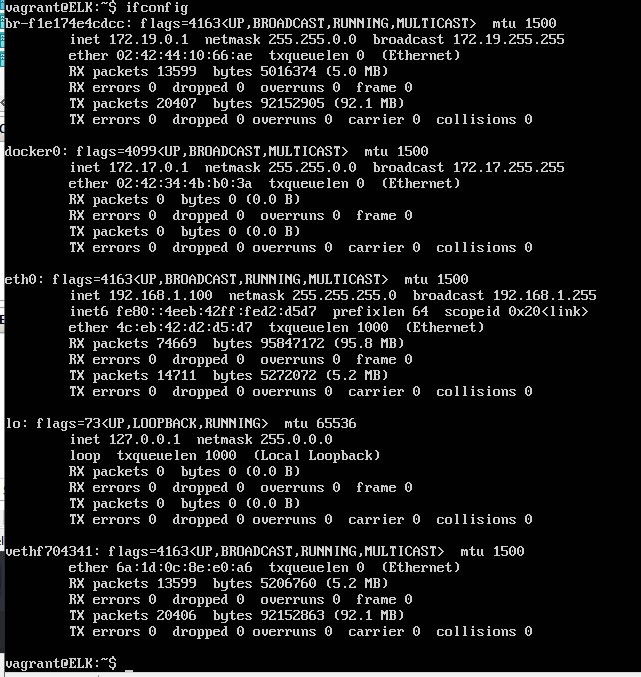 vagrant@ELK:~$ ifconfig
br-f1e174e4cdcc: flags=4163<UP,BROADCAST,RUNNING,MULTICAST>  mtu 1500
        inet 172.19.0.1  netmask 255.255.0.0  broadcast 172.19.255.255
        ether 02:42:44:10:66:ae  txqueuelen 0  (Ethernet)
        RX packets 13599  bytes 5016374 (5.0 MB)
        RX errors 0  dropped 0  overruns 0  frame 0
        TX packets 20407  bytes 92152905 (92.1 MB)
        TX errors 0  dropped 0 overruns 0  carrier 0  collisions 0

docker0: flags=4099<UP,BROADCAST,MULTICAST>  mtu 1500
        inet 172.17.0.1  netmask 255.255.0.0  broadcast 172.17.255.255
        ether 02:42:34:4b:b0:3a  txqueuelen 0  (Ethernet)
        RX packets 0  bytes 0 (0.0 B)
        RX errors 0  dropped 0  overruns 0  frame 0
        TX packets 0  bytes 0 (0.0 B)
        TX errors 0  dropped 0 overruns 0  carrier 0  collisions 0

eth0: flags=4163<UP,BROADCAST,RUNNING,MULTICAST>  mtu 1500
        inet 192.168.1.100  netmask 255.255.255.0  broadcast 192.168.1.255
        inet6 fe80::4eeb:42ff:fed2:d5d7  prefixlen 64  scopeid 0x20<link>
        ether 4c:eb:42:d2:d5:d7  txqueuelen 1000  (Ethernet)
        RX packets 74669  bytes 95847172 (95.8 MB)
        RX errors 0  dropped 0  overruns 0  frame 0
        TX packets 14711  bytes 5272072 (5.2 MB)
        TX errors 0  dropped 0 overruns 0  carrier 0  collisions 0

lo: flags=73<UP,LOOPBACK,RUNNING>  mtu 65536
        inet 127.0.0.1  netmask 255.0.0.0
        loop  txqueuelen 1000  (Local Loopback)
        RX packets 0  bytes 0 (0.0 B)
        RX errors 0  dropped 0  overruns 0  frame 0
        TX packets 0  bytes 0 (0.0 B)
        TX errors 0  dropped 0 overruns 0  carrier 0  collisions 0

vethf704341: flags=4163<UP,BROADCAST,RUNNING,MULTICAST>  mtu 1500
        ether 6a:1d:0c:8e:e0:a6  txqueuelen 0  (Ethernet)
        RX packets 13599  bytes 5206760 (5.2 MB)
        RX errors 0  dropped 0  overruns 0  frame 0
        TX packets 20406  bytes 92152863 (92.1 MB)
        TX errors 0  dropped 0 overruns 0  carrier 0  collisions 0

vagrant@ELK:~$ _